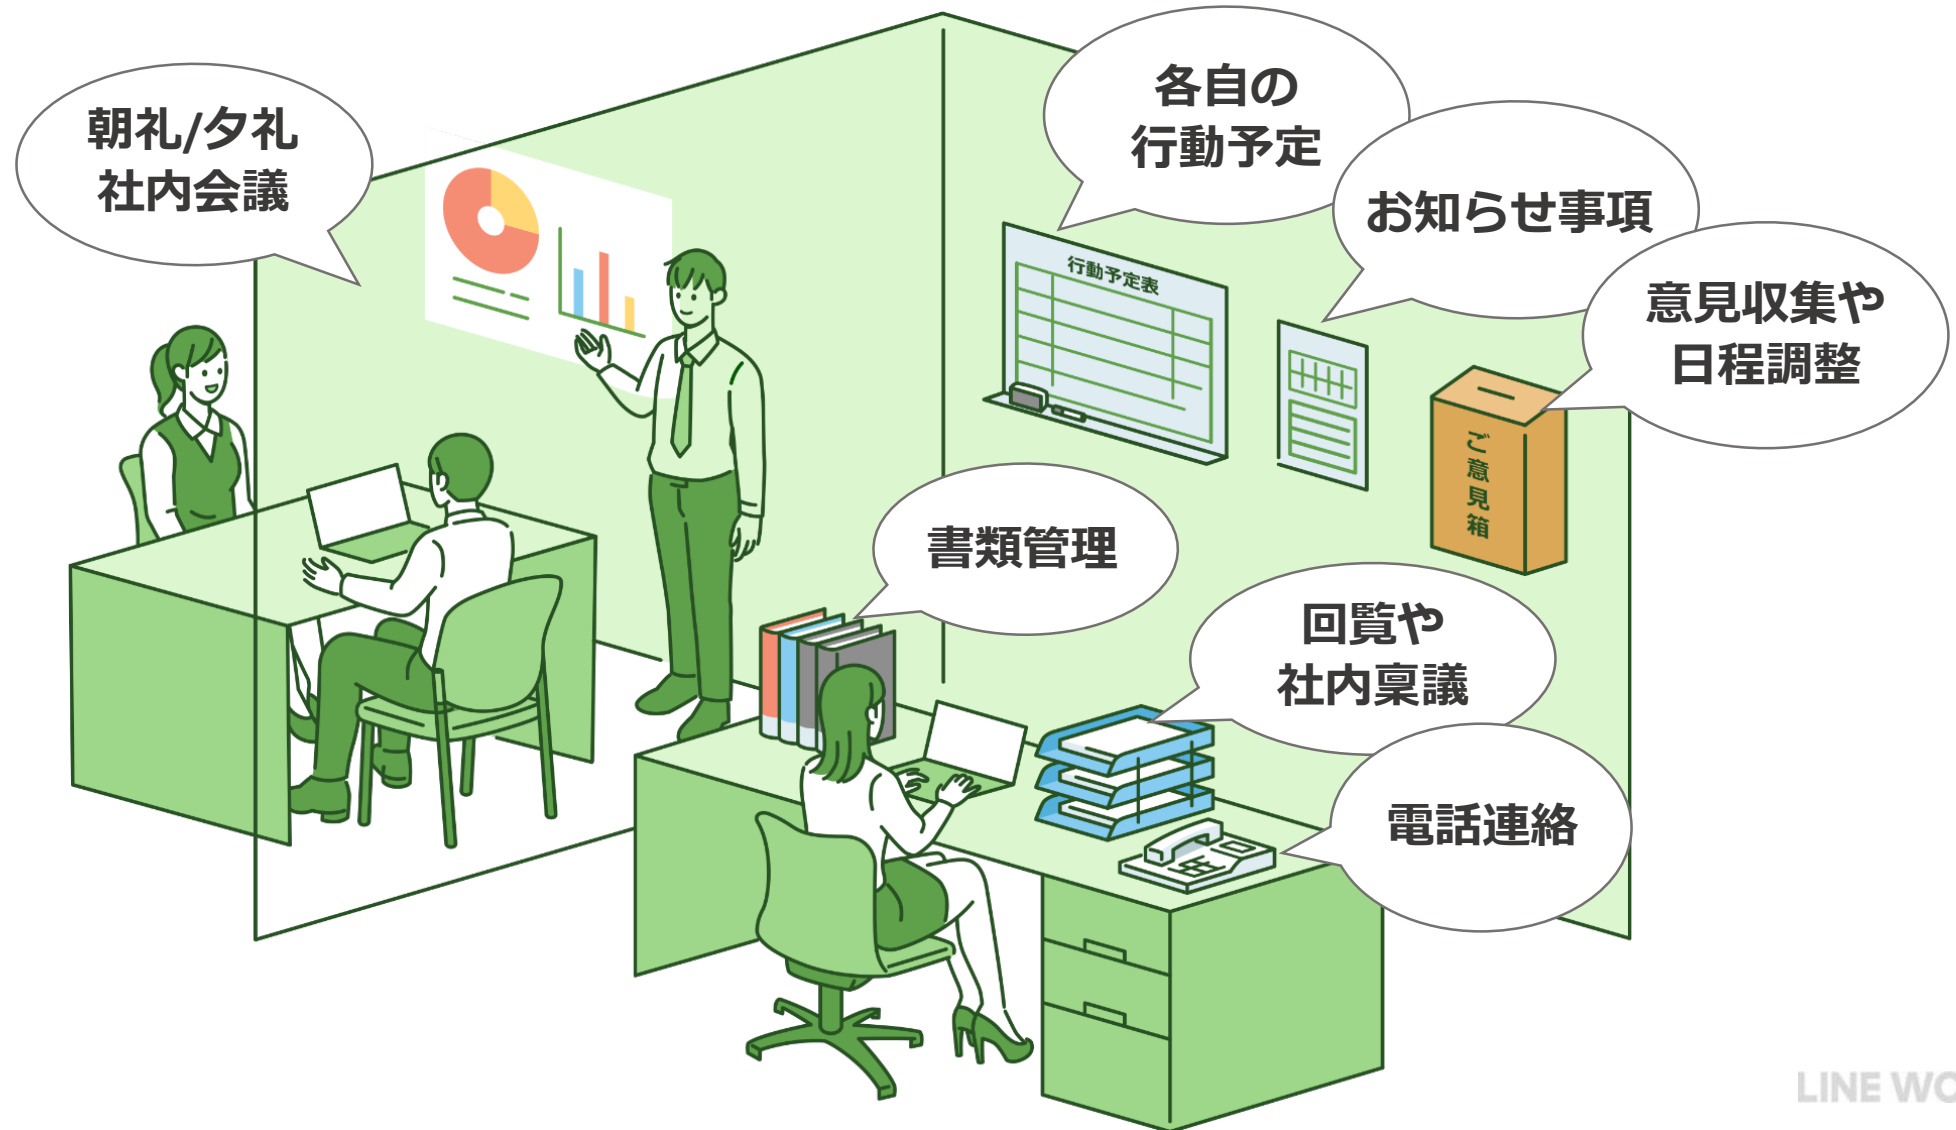 朝礼/夕礼
社内会議
各自の
行動予定
お知らせ事項
意見収集や
日程調整
行動予定表
ご意見箱
書類管理
回覧や
社内稟議
電話連絡
LINE WO